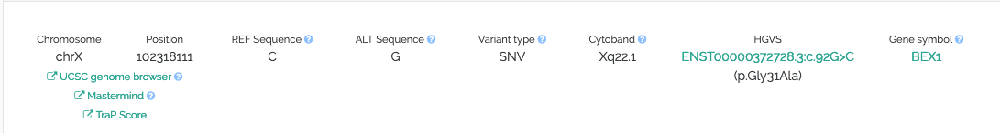 Chromosome Position REF Sequence ? ALT Sequence ? Variant type ? Cytoband ? HGVS Gene symbol ?
chrX 102318111 C G SNV Xq22.1 ENST00000372728.3:c.92G>C BEX1
UCSC genome browser ? (p.Gly31Ala)
Mastermind ?
TraP Score